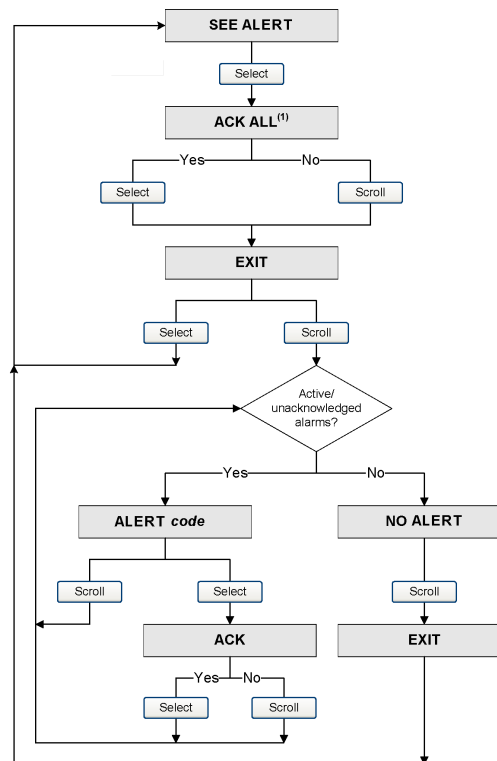 SEE ALERT
Select
ACK ALL(1)
Yes No
Select Scroll
EXIT
Select Scroll
Active/
unacknowledged
alarms?
Yes No
ALERT code NO ALERT
Scroll Select Scroll
ACK EXIT
Yes No
Select Scroll